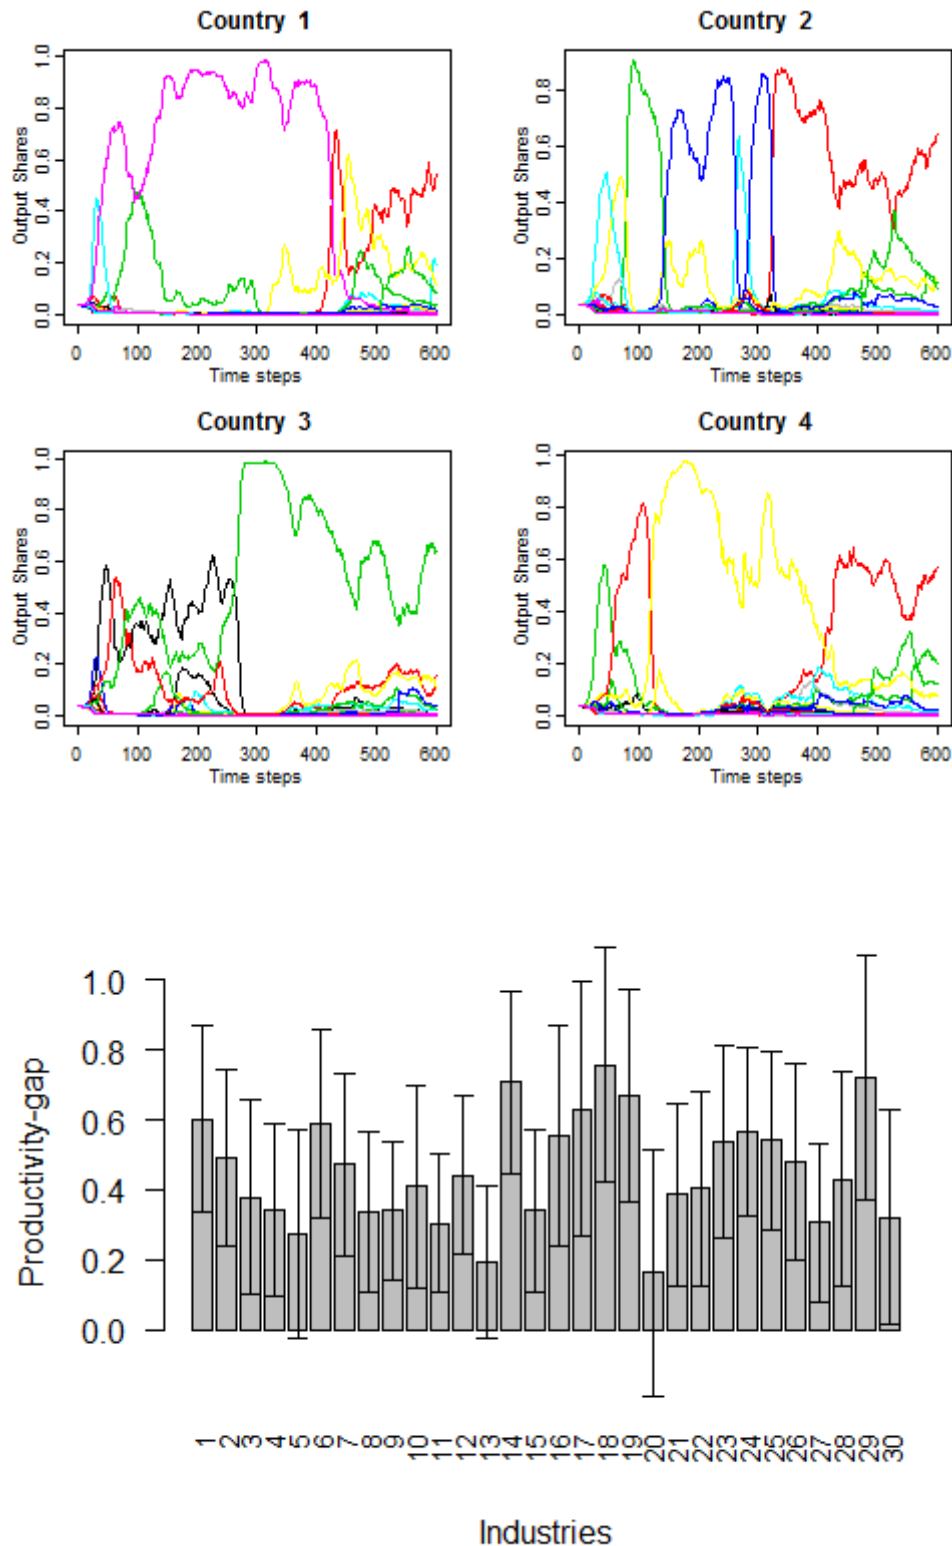 Country 1
Country 2
Output Shares
0.0 0.2 0.4 0.6 0.8 1.0
0 100 200 300 400 500 600
Time steps
Output Shares
0.0 0.2 0.4 0.6 0.8
0 100 200 300 400 500 600
Time steps
Country 3
Country 4
Output Shares
0.0 0.2 0.4 0.6 0.8 1.0
0 100 200 300 400 500 600
Time steps
Output Shares
0.0 0.2 0.4 0.6 0.8 1.0
0 100 200 300 400 500 600
Time steps
Productivity-gap
1.0
0.8
0.6
0.4
0.2
0.0
1 2 3 4 5 6 7 8 9 10 11 12 13 14 15 16 17 18 19 20 21 22 23 24 25 26 27 28 29 30
Industries